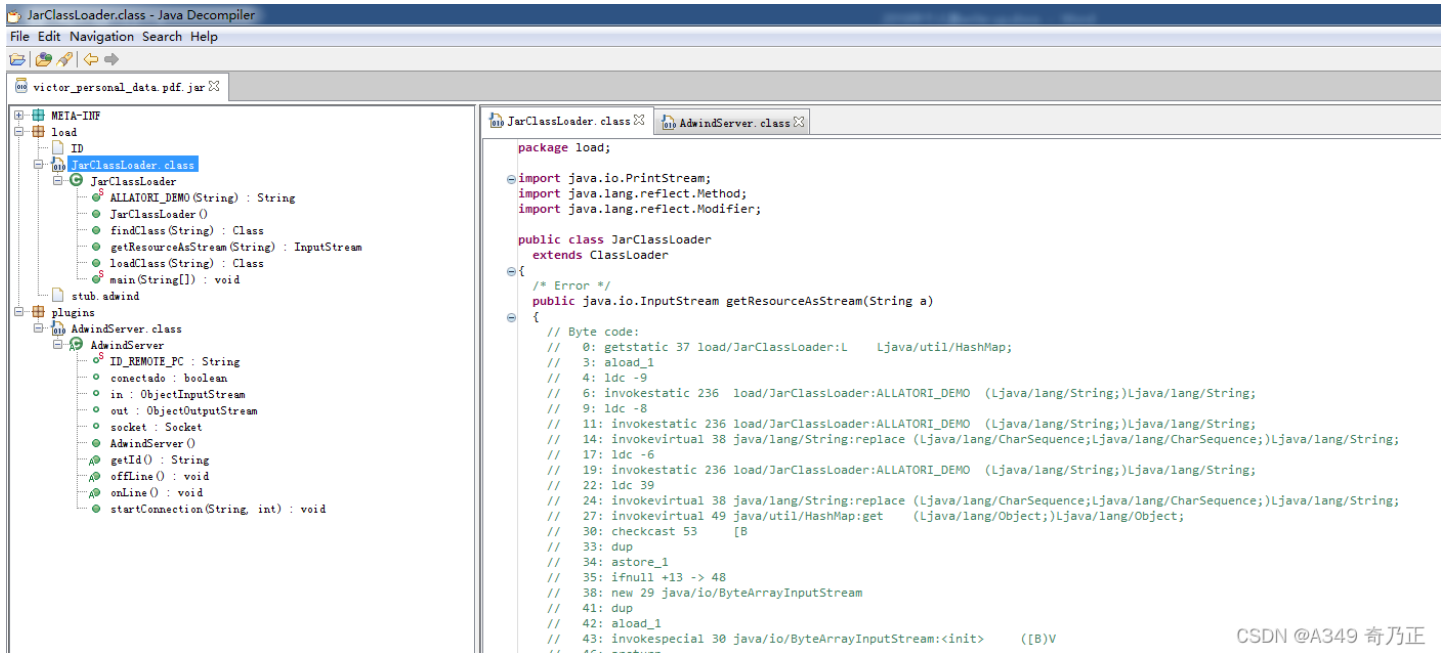 JarClassLoader.class - Java Decompiler
File Edit Navigation Search Help
victor_personal_data.pdf.jar
META-INF
load
ID
JarClassLoader.class
JarClassLoader
ALLATORI_DEMO(String) : String
JarClassLoader()
findClass(String) : Class
getResourceAsStream(String) : InputStream
loadClass(String) : Class
main(String[]) : void
stub.adwind
plugins
AdwindServer.class
AdwindServer
ID_REMOTE_PC : String
conectado : boolean
in : ObjectInputStream
out : ObjectOutputStream
socket : Socket
AdwindServer()
getId() : String
offLine() : void
onLine() : void
startConnection(String, int) : void
JarClassLoader.class AdwindServer.class
package load;
import java.io.PrintStream;
import java.lang.reflect.Method;
import java.lang.reflect.Modifier;
public class JarClassLoader
extends ClassLoader
{
/* Error */
public java.io.InputStream getResourceAsStream(String a)
{
// Byte code:
// 0: getstatic 37 load/JarClassLoader:L Ljava/util/HashMap;
// 3: aload_1
// 4: ldc -9
// 6: invokestatic 236 load/JarClassLoader:ALLATORI_DEMO (Ljava/lang/String;)Ljava/lang/String;
// 9: ldc -8
// 11: invokestatic 236 load/JarClassLoader:ALLATORI_DEMO (Ljava/lang/String;)Ljava/lang/String;
// 14: invokevirtual 38 java/lang/String:replace (Ljava/lang/CharSequence;Ljava/lang/CharSequence;)Ljava/lang/String;
// 17: ldc -6
// 19: invokestatic 236 load/JarClassLoader:ALLATORI_DEMO (Ljava/lang/String;)Ljava/lang/String;
// 22: ldc 39
// 24: invokevirtual 38 java/lang/String:replace (Ljava/lang/CharSequence;Ljava/lang/CharSequence;)Ljava/lang/String;
// 27: invokevirtual 49 java/util/HashMap:get (Ljava/lang/Object;)Ljava/lang/Object;
// 30: checkcast 53 [B
// 33: dup
// 34: astore_1
// 35: ifnull +13 -> 48
// 38: new 29 java/io/ByteArrayInputStream
// 41: dup
// 42: aload_1
// 43: invokespecial 30 java/io/ByteArrayInputStream:<init> ([B)V
CSDN @A349 奇乃正